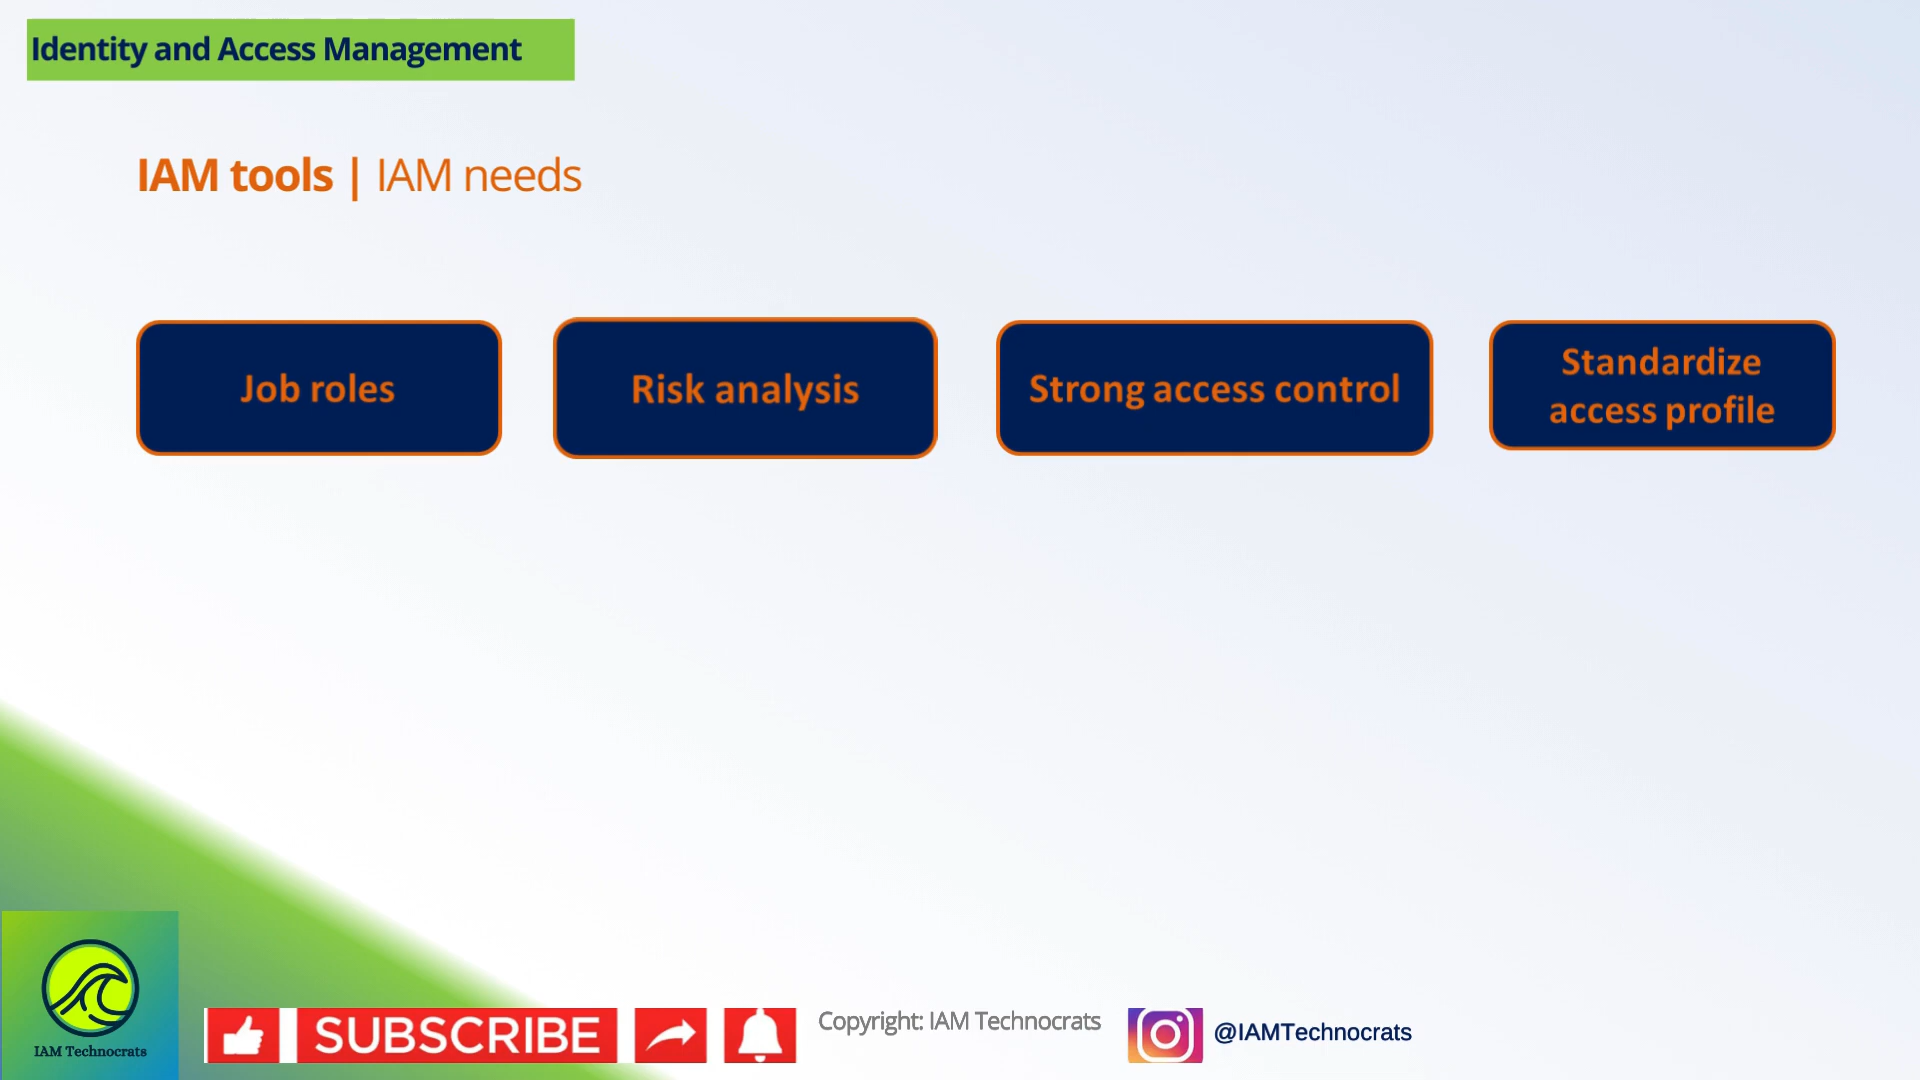 Identity and Access Management
IAM tools | IAM needs
Job roles
Risk analysis
Strong access control
Standardize
access profile
IAM Technocrats
SUBSCRIBE
Copyright: IAM Technocrats
@IAMTechnocrats